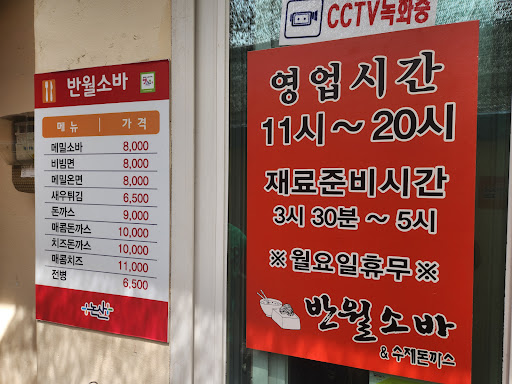 반월소바
메뉴 가격
메밀소바 8,000
비빔면 8,000
메밀온면 8,000
새우튀김 6,500
돈까스 9,000
매콤돈까스 10,000
치즈돈까스 10,000
매콤치즈 11,000
전병 6,500
논산
CCTV녹화중
영업시간
11시~20시
재료준비시간
3시 30분 ~ 5시
※ 월요일휴무 ※
반월소바
& 수제돈까스